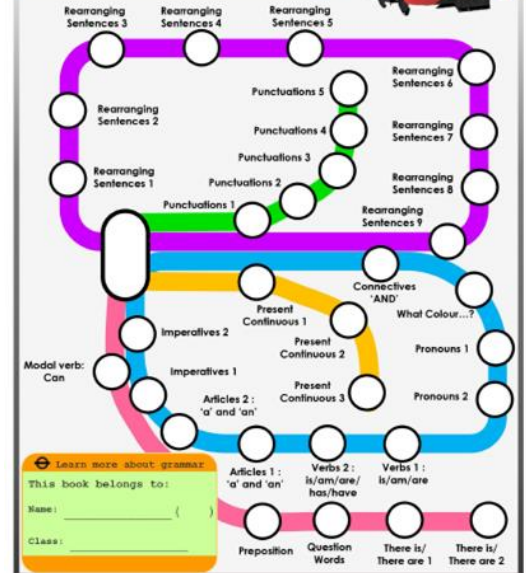 Rearranging
Sentences 3
Rearranging
Sentences 4
Rearranging
Sentences 5
Rearranging
Sentences 6
Punctuations 5
Rearranging
Sentences 2
Punctuations 4
Rearranging
Sentences 7
Punctuations 3
Rearranging
Sentences 1
Punctuations 2
Rearranging
Sentences 8
Punctuations 1
Rearranging
Sentences 9
Connectives
'AND'
What Colour...?
Present
Continuous 1
Imperatives 2
Present
Continuous 2
Pronouns 1
Modal verb:
Can
Imperatives 1
Present
Continuous 3
Pronouns 2
Articles 2 :
'a' and 'an'
Articles 1 :
'a' and 'an'
Verbs 2 :
is/am/are/
has/have
Verbs 1 :
is/am/are
Learn more about grammar
This book belongs to:
Name: ( )
Class:
Preposition
Question
Words
There is/
There are 1
There is/
There are 2